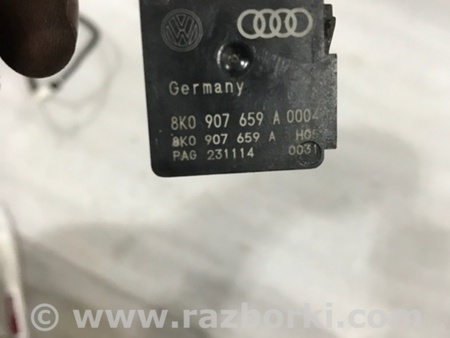 Germany
8K0 907 659 A 0004
8K0 907 659 A H05
PAG 231114 0031
© www.razborki.com